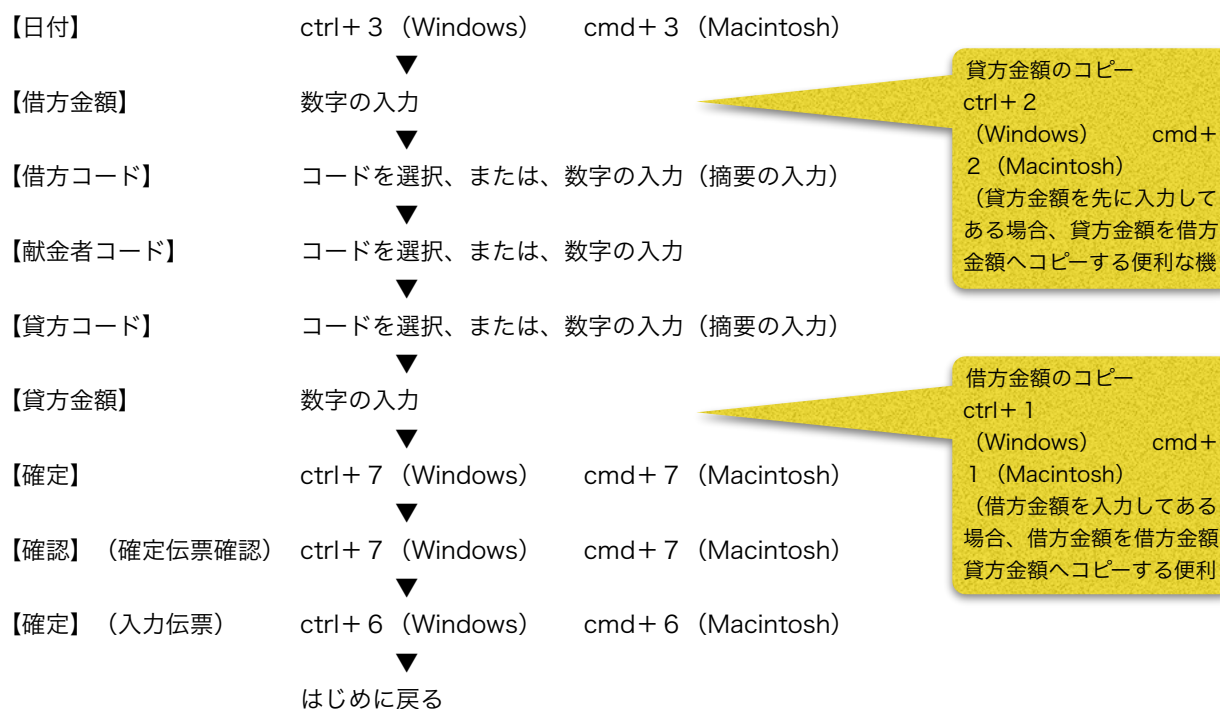 【日付】 ctrl＋３（Windows） cmd＋３（Macintosh）
▼
【借方金額】 数字の入力
▼
【借方コード】 コードを選択、または、数字の入力（摘要の入力）
▼
【献金者コード】 コードを選択、または、数字の入力
▼
【貸方コード】 コードを選択、または、数字の入力（摘要の入力）
▼
【貸方金額】 数字の入力
▼
【確定】 ctrl＋７（Windows） cmd＋７（Macintosh）
▼
【確認】（確定伝票確認） ctrl＋７（Windows） cmd＋７（Macintosh）
▼
【確定】（入力伝票） ctrl＋６（Windows） cmd＋６（Macintosh）
▼
はじめに戻る
貸方金額のコピー
ctrl＋２
（Windows） cmd＋
２（Macintosh）
（貸方金額を先に入力して
ある場合、貸方金額を借方
金額へコピーする便利な機
借方金額のコピー
ctrl＋１
（Windows） cmd＋
１（Macintosh）
（借方金額を入力してある
場合、借方金額を借方金額
貸方金額へコピーする便利